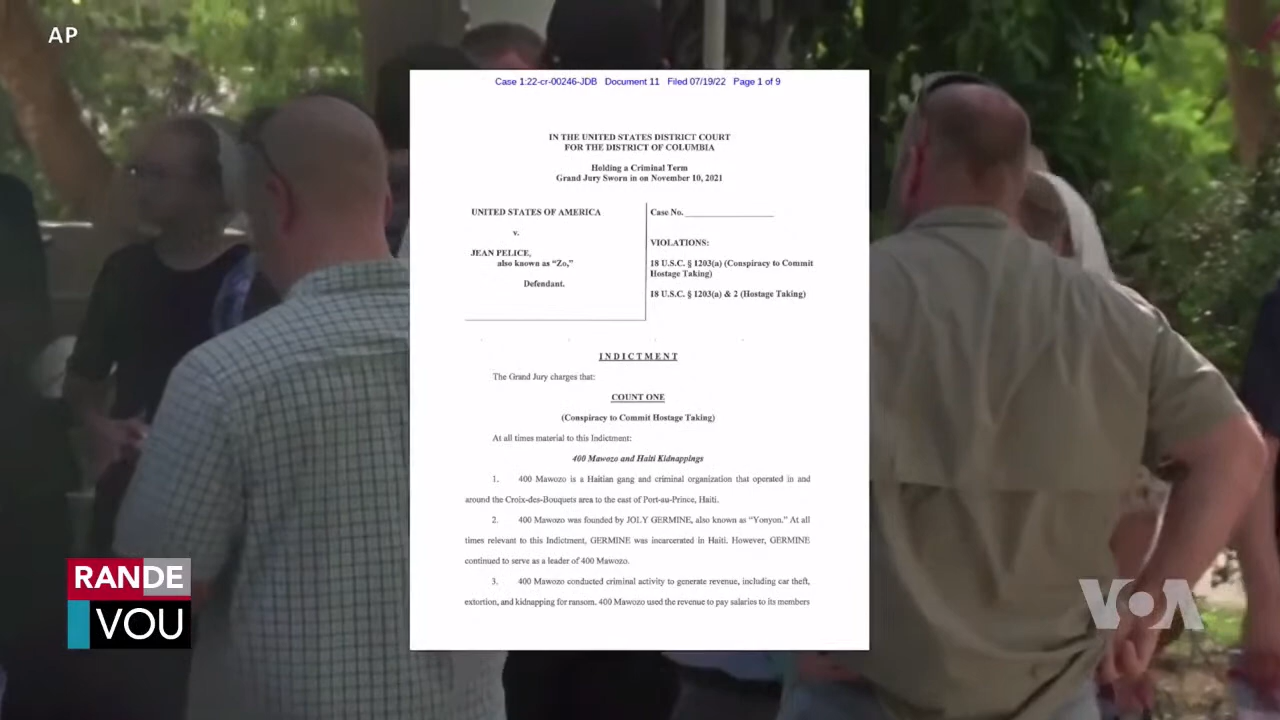 AP
Case 1:22-cr-00246-JDB Document 11 Filed 07/19/22 Page 1 of 9
IN THE UNITED STATES DISTRICT COURT
FOR THE DISTRICT OF COLUMBIA
Holding a Criminal Term
Grand Jury Sworn in on November 10, 2021
UNITED STATES OF AMERICA
v.
JEAN PELICE,
also known as “Zo,”
Defendant.
Case No. ________________
VIOLATIONS:
18 U.S.C. § 1203(a) (Conspiracy to Commit
Hostage Taking)
18 U.S.C. § 1203(a) & 2 (Hostage Taking)
INDICTMENT
The Grand Jury charges that:
COUNT ONE
(Conspiracy to Commit Hostage Taking)
At all times material to this Indictment:
400 Mawozo and Haiti Kidnappings
1. 400 Mawozo is a Haitian gang and criminal organization that operated in and
around the Croix-des-Bouquets area to the east of Port-au-Prince, Haiti.
2. 400 Mawozo was founded by JOLY GERMINE, also known as “Yonyon.” At all
times relevant to this Indictment, GERMINE was incarcerated in Haiti. However, GERMINE
continued to serve as a leader of 400 Mawozo.
3. 400 Mawozo conducted criminal activity to generate revenue, including car theft,
extortion, and kidnapping for ransom. 400 Mawozo used the revenue to pay salaries to its members
RANDE
VOU
VOA